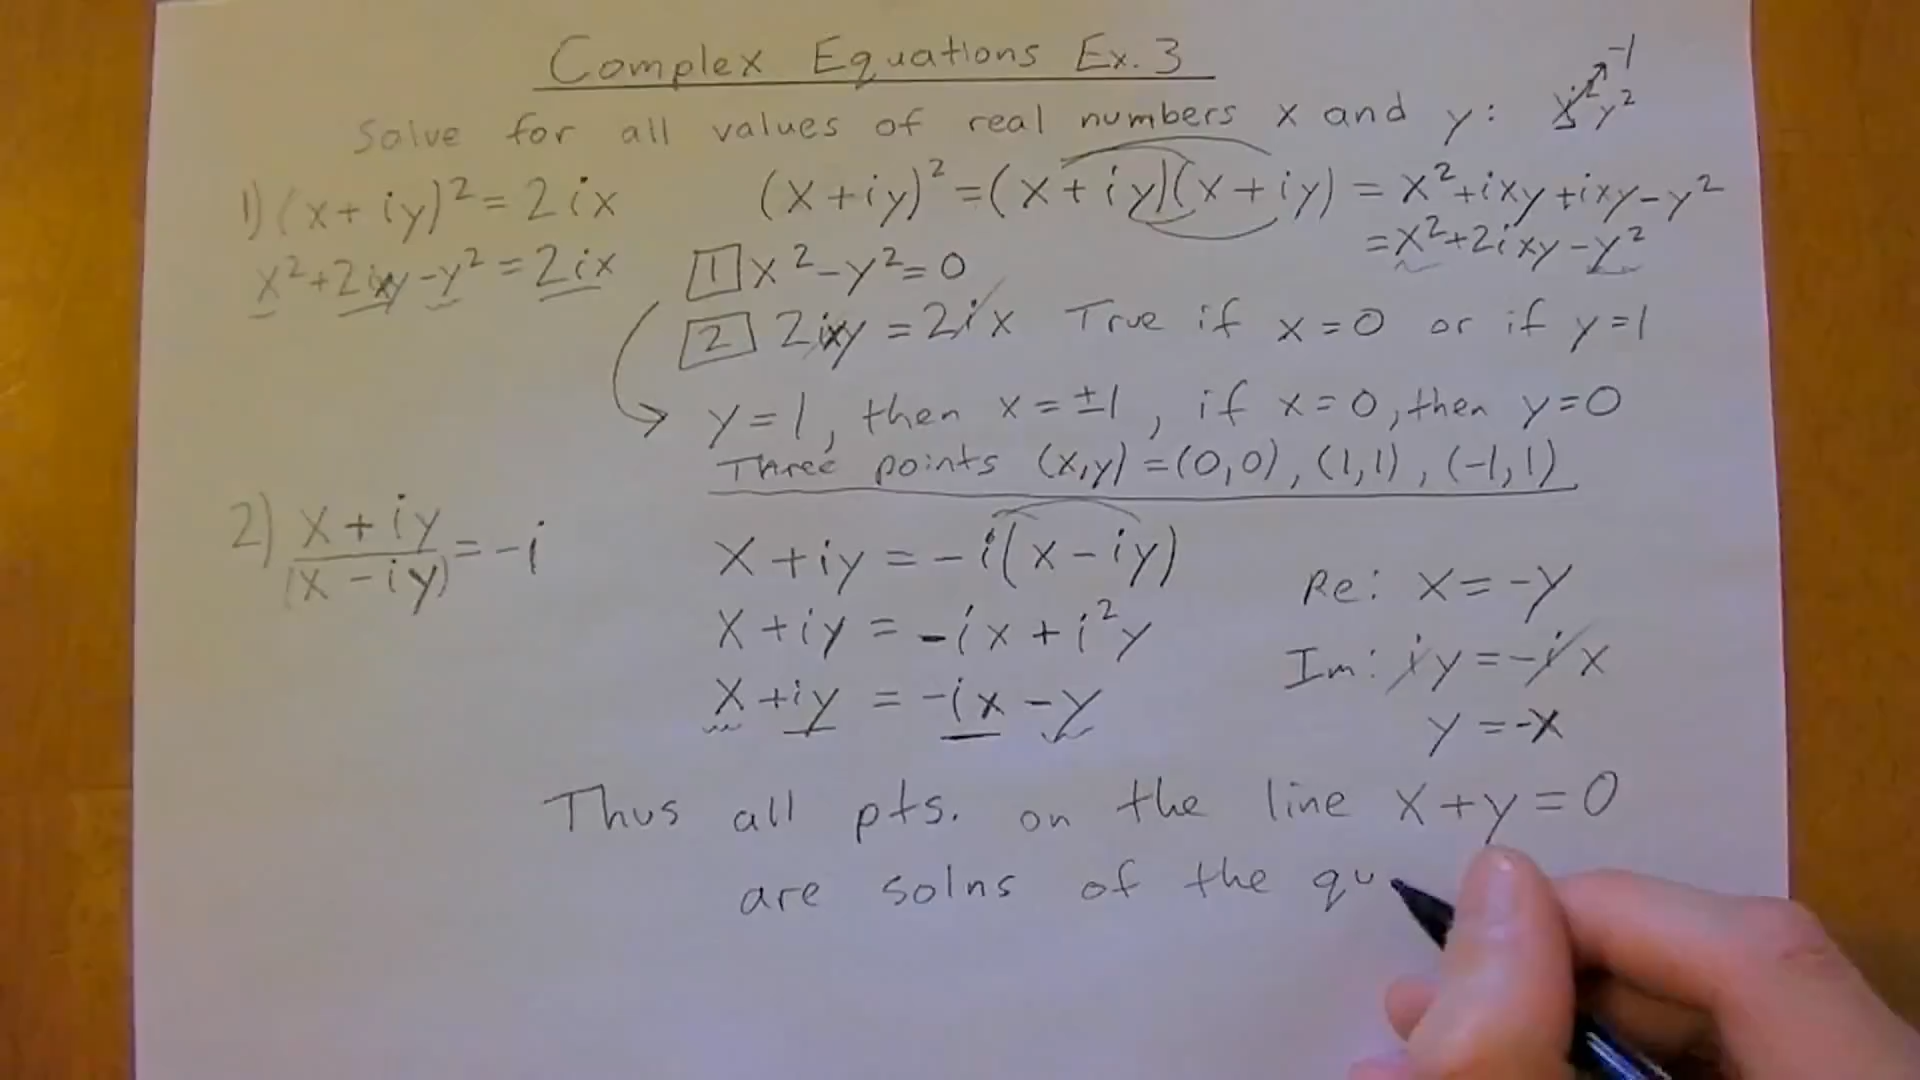 Complex Equations Ex. 3
Solve for all values of real numbers x and y: i²y² -1
1) (x+iy)² = 2ix
(x+iy)² = (x+iy)(x+iy) = x²+ixy+ixy-y²
= x²+2ixy-y²
x²+2ixy-y² = 2ix
1 x²-y²=0
2 2ixy = 2ix True if x=0 or if y=1
y=1, then x=±1, if x=0, then y=0
Three points (x,y) = (0,0), (1,1), (-1,1)
2) x+iy/(x-iy) = -i
x+iy = -i(x-iy)
x+iy = -ix+i²y
x+iy = -ix-y
Re: x=-y
Im: iy=-ix
y=-x
Thus all pts. on the line x+y=0
are solns of the qu